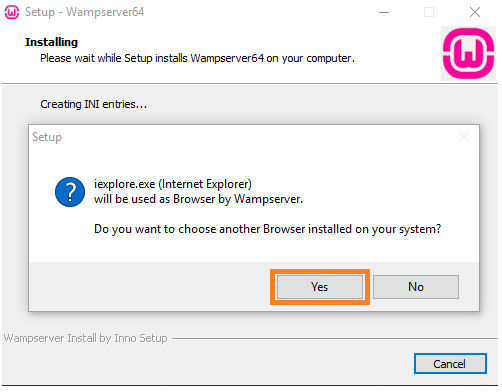 Setup - Wampserver64
Installing
Please wait while Setup installs Wampserver64 on your computer.
Creating INI entries...
Setup
iexplore.exe (Internet Explorer)
will be used as Browser by Wampserver.
Do you want to choose another Browser installed on your system?
Yes No
Wampserver Install by Inno Setup
Cancel